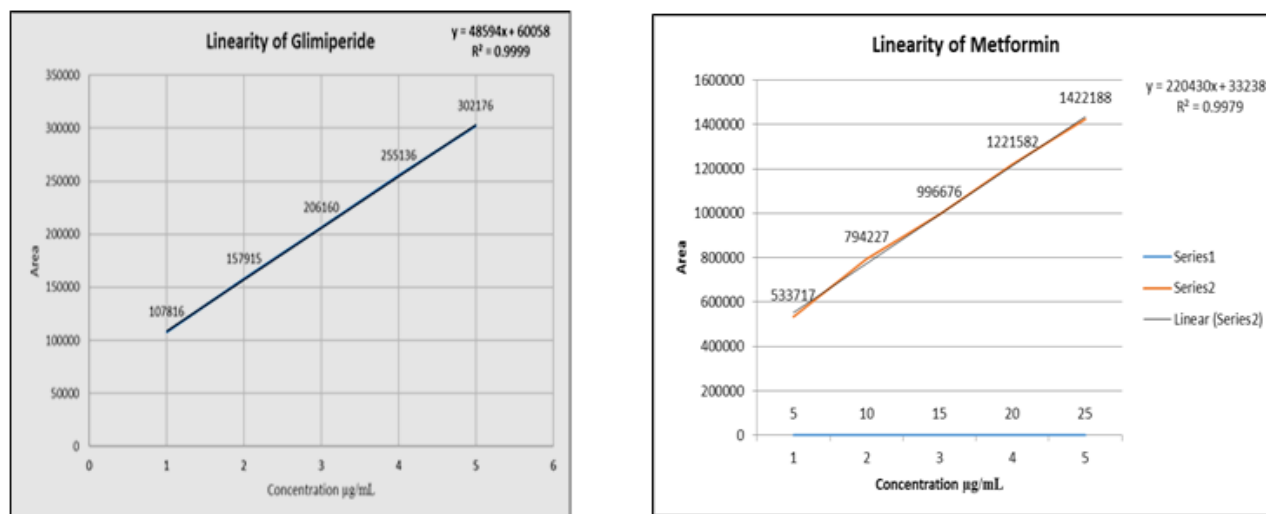 Linearity of Glimiperide
y = 48594x + 60058
R² = 0.9999
350000
300000
250000
200000
150000
100000
50000
0
Area
107816
157915
206160
255136
302176
0 1 2 3 4 5 6
Concentration µg/mL
Linearity of Metformin
y = 220430x + 33238
R² = 0.9979
1600000
1400000
1200000
1000000
800000
600000
400000
200000
0
Area
533717
794227
996676
1221582
1422188
5 10 15 20 25
1 2 3 4 5
Concentration µg/mL
Series1
Series2
Linear (Series2)